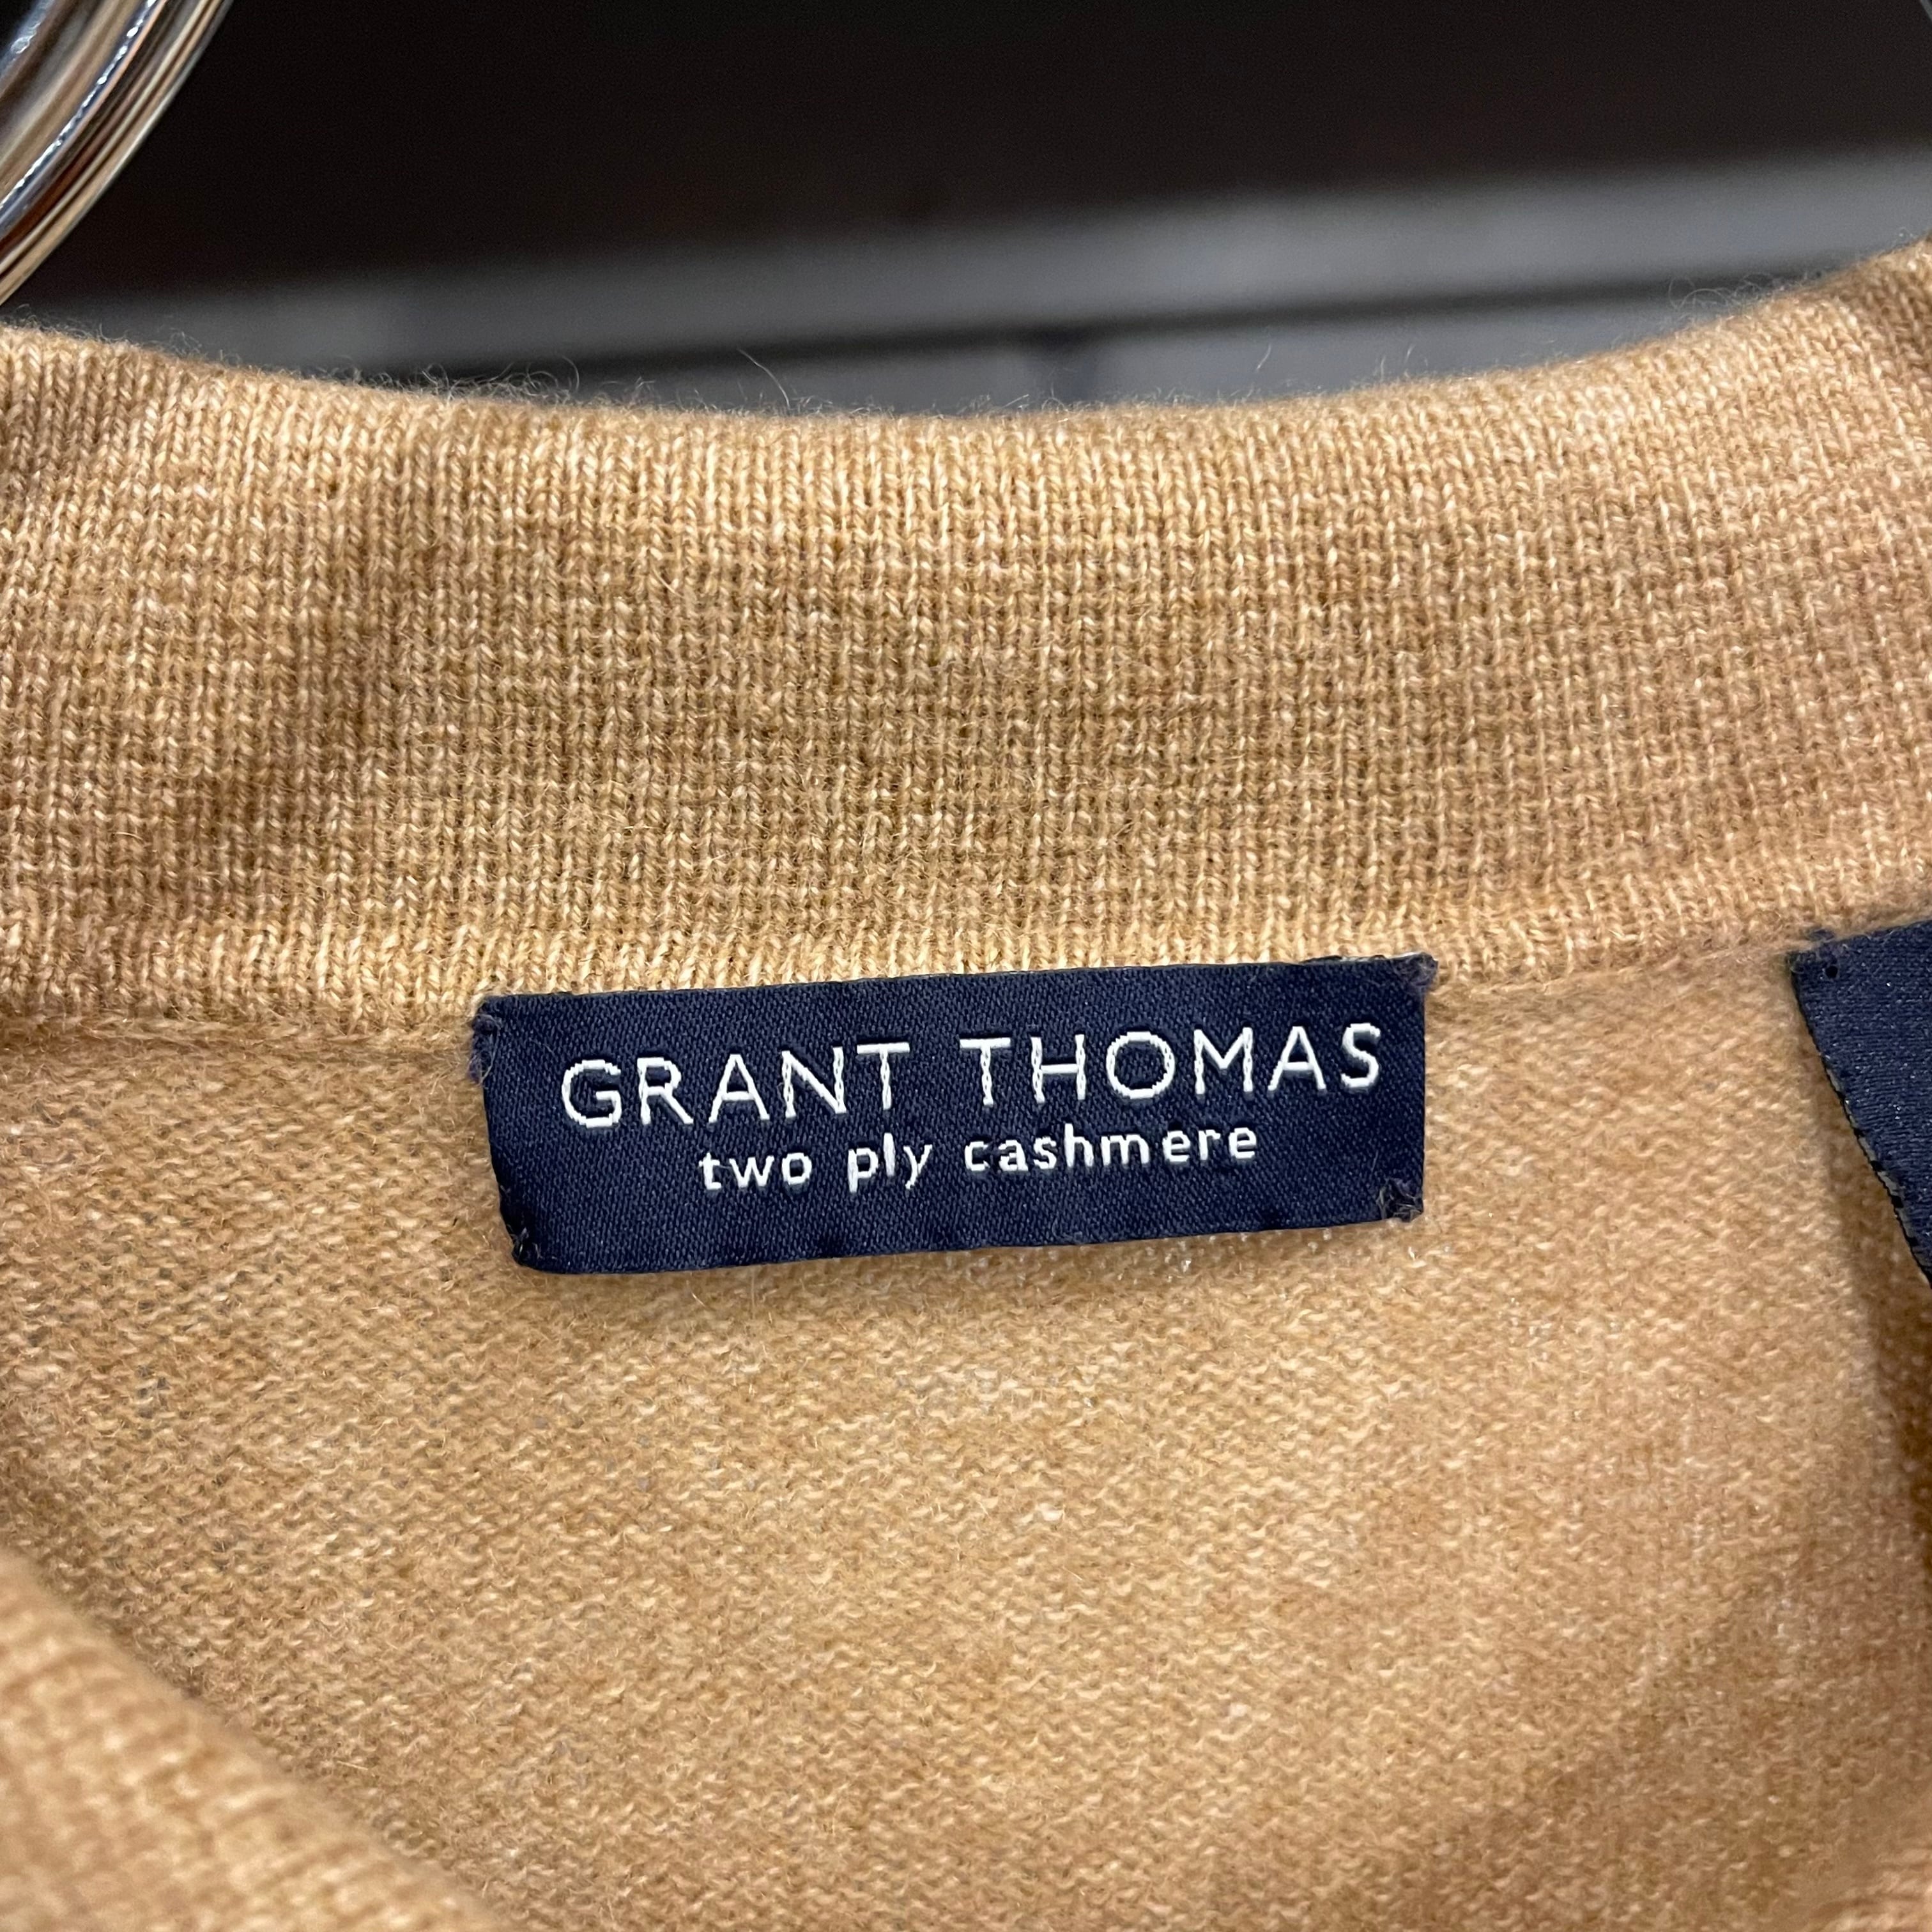 GRANT THOMAS
two ply cashmere